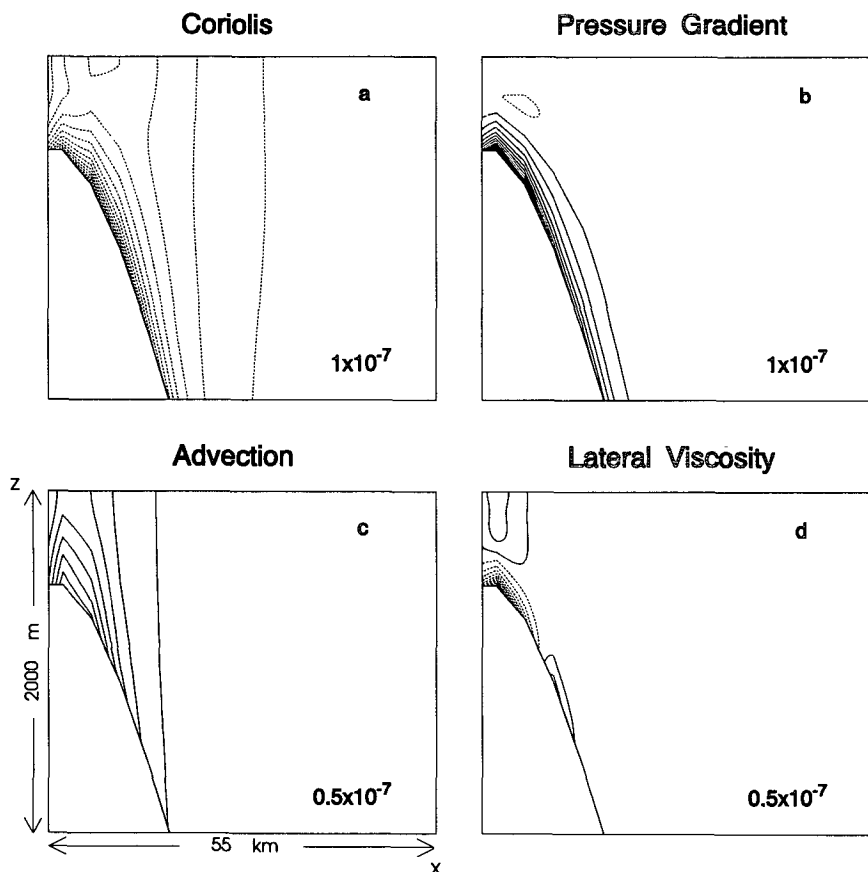 Coriolis
Pressure Gradient
a
b
1x10⁻⁷
1x10⁻⁷
Advection
Lateral Viscosity
z
c
d
2000 m
0.5x10⁻⁷
0.5x10⁻⁷
55 km
x